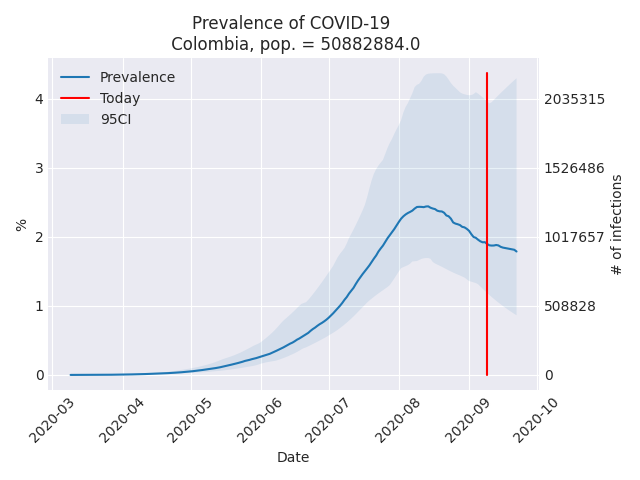 Prevalence of COVID-19
Colombia, pop. = 50882884.0
Prevalence
Today
95CI
4
3
2
1
0
%
2035315
1526486
1017657
508828
0
# of infections
2020-03
2020-04
2020-05
2020-06
2020-07
2020-08
2020-09
2020-10
Date